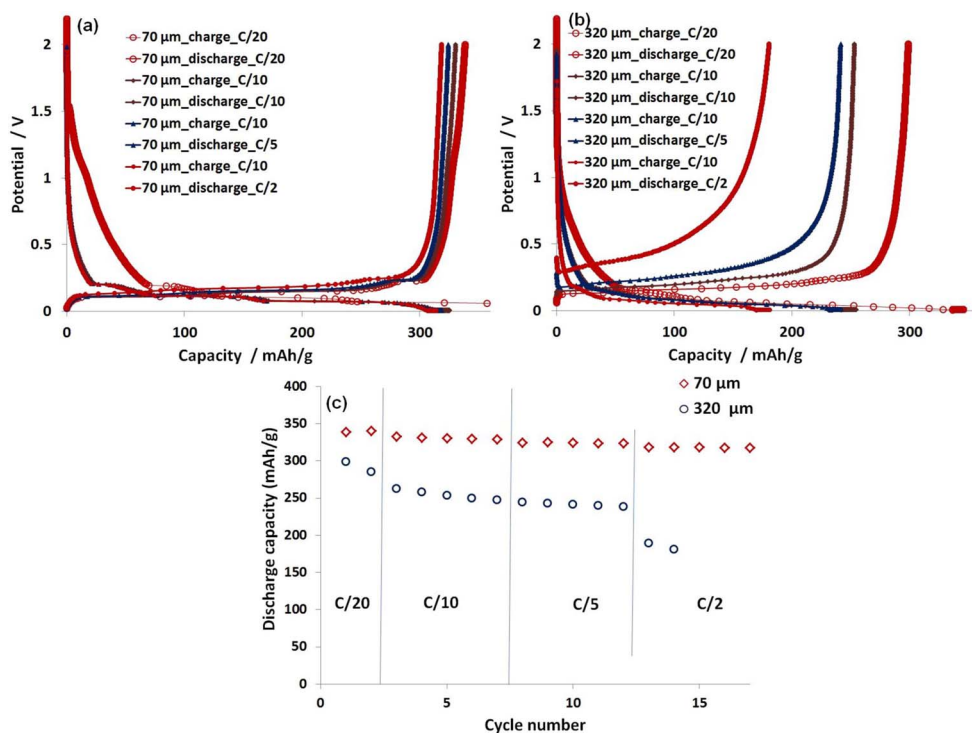 (a)
70 μm_charge_C/20
70 μm_discharge_C/20
70 μm_charge_C/10
70 μm_discharge_C/10
70 μm_charge_C/10
70 μm_discharge_C/5
70 μm_charge_C/10
70 μm_discharge_C/2
2
1.5
1
0.5
0
Potential / V
0 100 200 300
Capacity / mAh/g
(b)
320 μm_charge_C/20
320 μm_discharge_C/20
320 μm_charge_C/10
320 μm_discharge_C/10
320 μm_charge_C/10
320 μm_discharge_C/5
320 μm_charge_C/10
320 μm_discharge_C/2
2
1.5
1
0.5
0
Potential / V
0 100 200 300
Capacity / mAh/g
(c)
70 μm
320 μm
400
350
300
250
200
150
100
50
0
Discharge capacity (mAh/g)
C/20 C/10 C/5 C/2
0 5 10 15
Cycle number